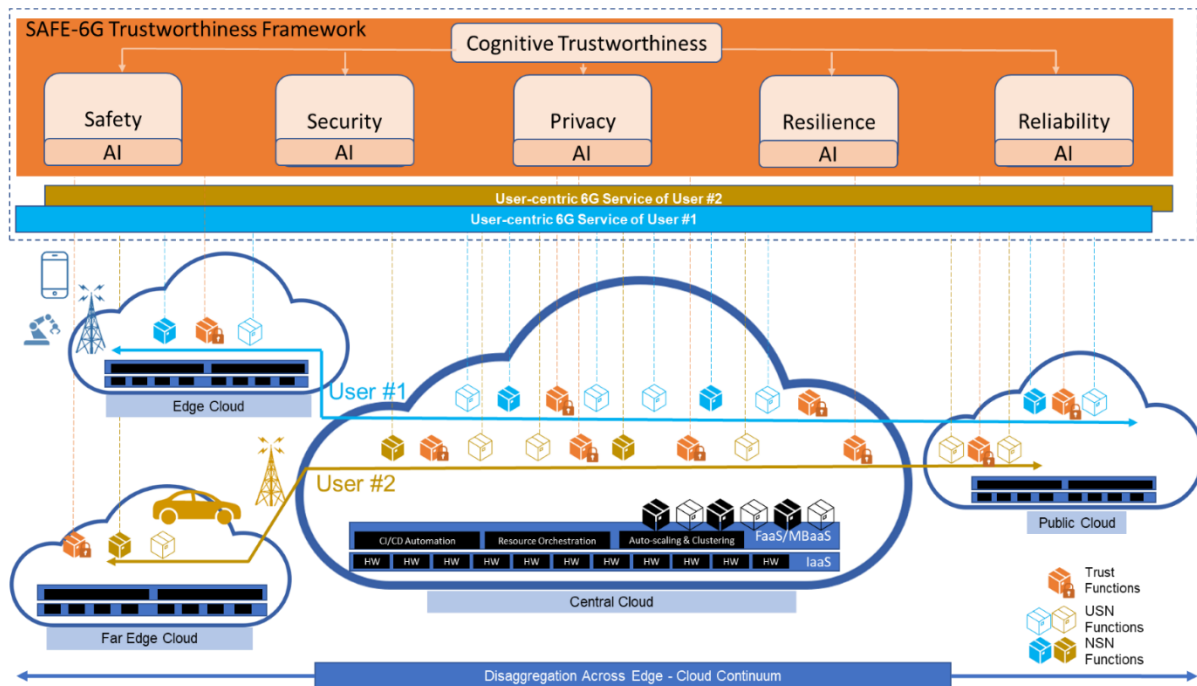 SAFE-6G Trustworthiness Framework
Cognitive Trustworthiness
Safety
AI
Security
AI
Privacy
AI
Resilience
AI
Reliability
AI
User-centric 6G Service of User #2
User-centric 6G Service of User #1
User #1
Edge Cloud
User #2
Far Edge Cloud
CI/CD Automation
Resource Orchestration
Auto-scaling & Clustering
FaaS/MBaaS
HW
HW
HW
HW
HW
HW
HW
HW
HW
HW
HW
IaaS
Central Cloud
Public Cloud
Trust
Functions
USN
Functions
NSN
Functions
Disaggregation Across Edge - Cloud Continuum